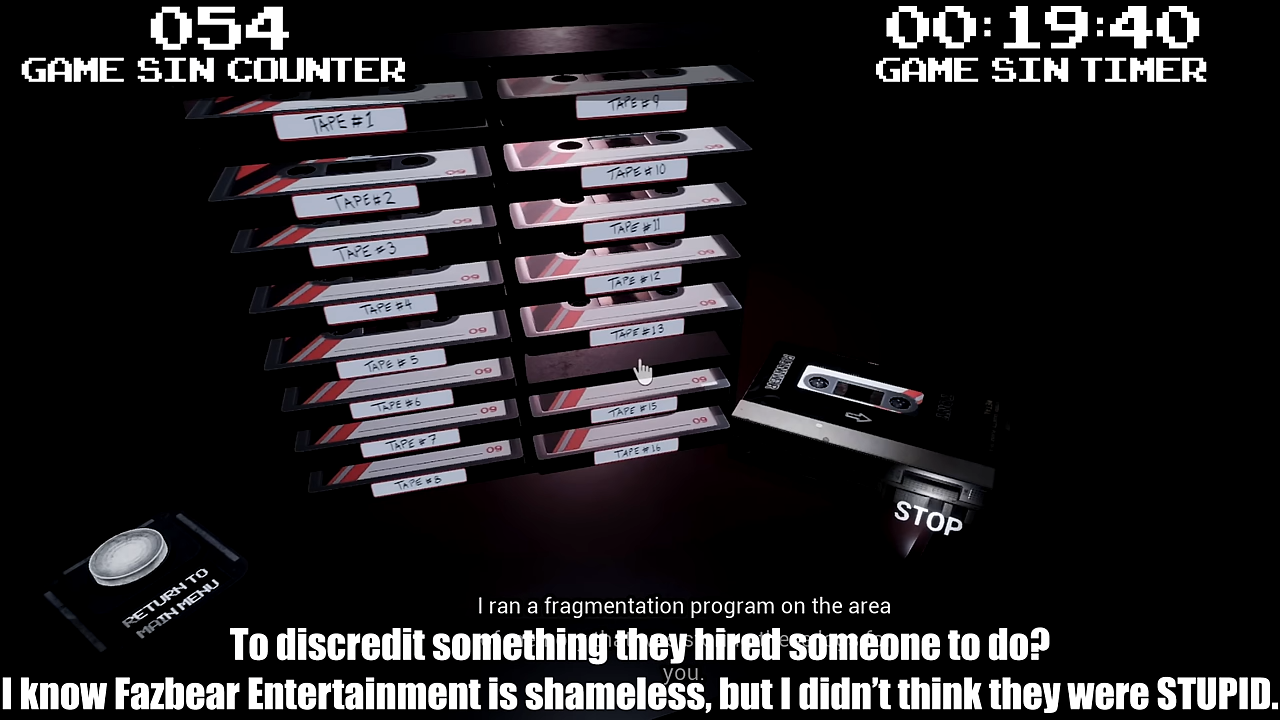 054
GAME SIN COUNTER
00:19:40
GAME SIN TIMER
TAPE #1
TAPE #2
TAPE #3
TAPE #4
TAPE #5
TAPE #6
TAPE #7
TAPE #8
TAPE #9
TAPE #10
TAPE #11
TAPE #12
TAPE #13
TAPE #15
TAPE #16
STOP
RETURN TO
MAIN MENU
I ran a fragmentation program on the area
you.
To discredit something they hired someone to do?
I know Fazbear Entertainment is shameless, but I didn't think they were STUPID.